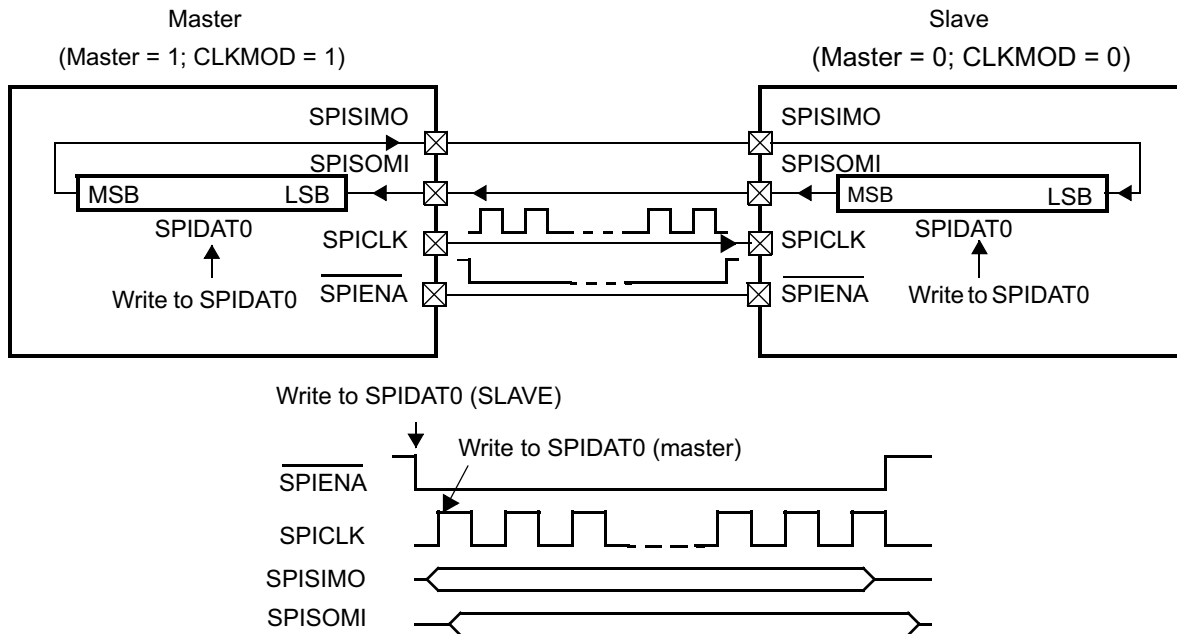 Master
Slave
(Master = 1; CLKMOD = 1)
(Master = 0; CLKMOD = 0)
SPISIMO
SPISIMO
SPISOMI
SPISOMI
MSB LSB
MSB LSB
SPIDAT0
SPICLK
SPICLK
SPIDAT0
Write to SPIDAT0
SPIENA
SPIENA
Write to SPIDAT0
Write to SPIDAT0 (SLAVE)
Write to SPIDAT0 (master)
SPIENA
SPICLK
SPISIMO
SPISOMI